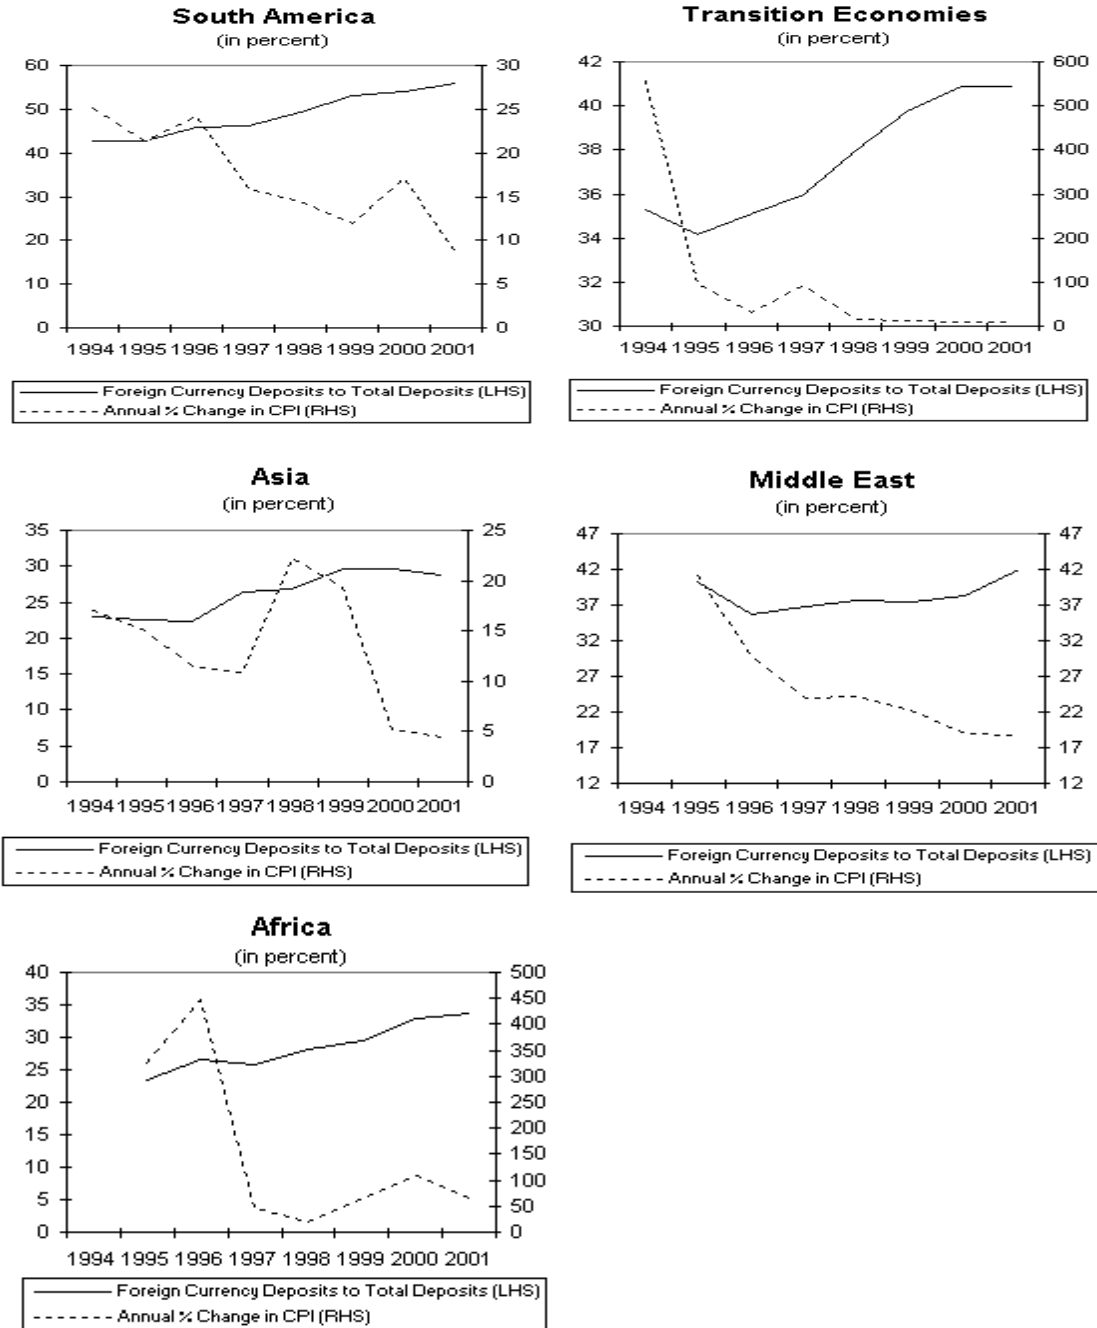 South America
(in percent)
60 30
50 25
40 20
30 15
20 10
10 5
0 0
1994 1995 1996 1997 1998 1999 2000 2001
Foreign Currency Deposits to Total Deposits (LHS)
Annual % Change in CPI (RHS)
Transition Economies
(in percent)
42 600
40 500
38 400
36 300
34 200
32 100
30 0
1994 1995 1996 1997 1998 1999 2000 2001
Foreign Currency Deposits to Total Deposits (LHS)
Annual % Change in CPI (RHS)
Asia
(in percent)
35 25
30 20
25 15
20 10
15 5
10 0
5
0
1994 1995 1996 1997 1998 1999 2000 2001
Foreign Currency Deposits to Total Deposits (LHS)
Annual % Change in CPI (RHS)
Middle East
(in percent)
47 47
42 42
37 37
32 32
27 27
22 22
17 17
12 12
1994 1995 1996 1997 1998 1999 2000 2001
Foreign Currency Deposits to Total Deposits (LHS)
Annual % Change in CPI (RHS)
Africa
(in percent)
40 500
35 450
30 400
25 350
20 300
15 250
10 200
5 150
0 100
50
0
1994 1995 1996 1997 1998 1999 2000 2001
Foreign Currency Deposits to Total Deposits (LHS)
Annual % Change in CPI (RHS)